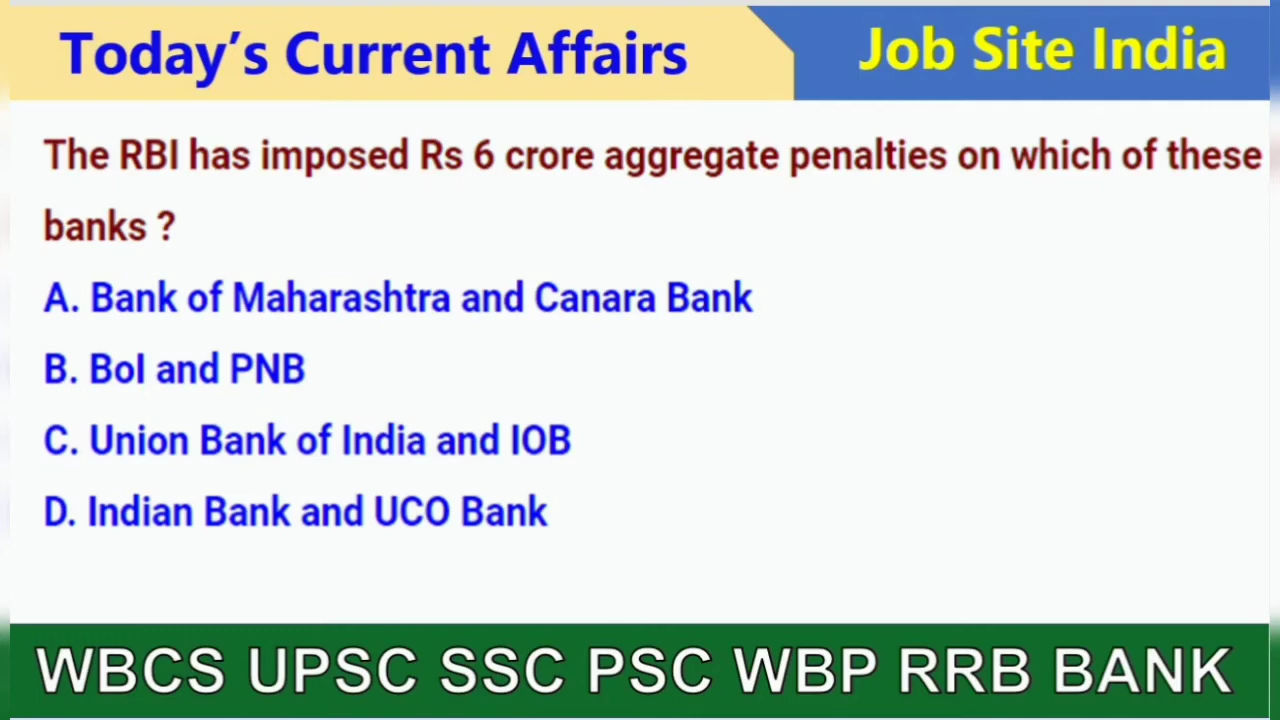 Today's Current Affairs
Job Site India
The RBI has imposed Rs 6 crore aggregate penalties on which of these
banks ?
A. Bank of Maharashtra and Canara Bank
B. BoI and PNB
C. Union Bank of India and IOB
D. Indian Bank and UCO Bank
WBCS UPSC SSC PSC WBP RRB BANK